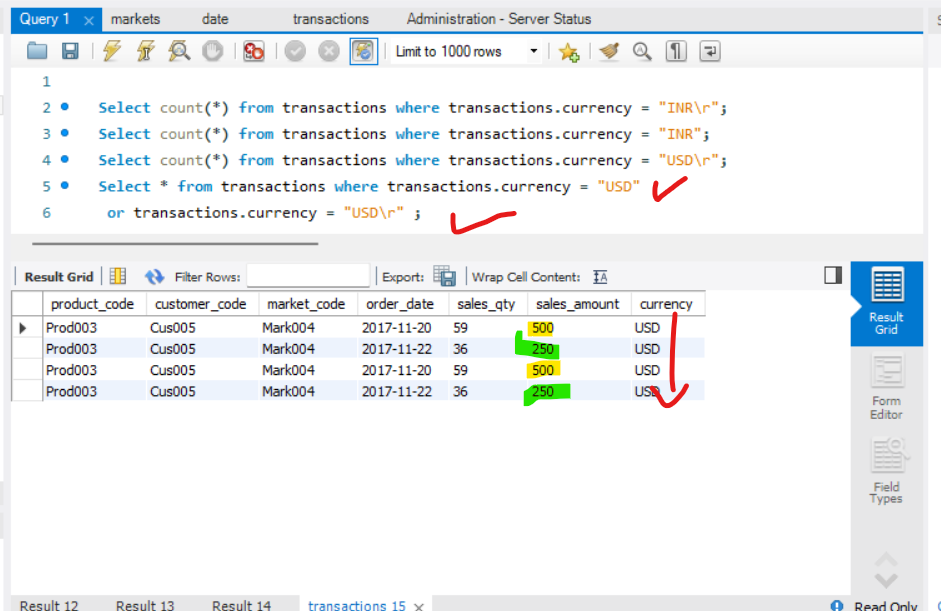 Query 1 × markets date transactions Administration - Server Status
Limit to 1000 rows
1
2 Select count(*) from transactions where transactions.currency = "INR\r";
3 Select count(*) from transactions where transactions.currency = "INR";
4 Select count(*) from transactions where transactions.currency = "USD\r";
5 Select * from transactions where transactions.currency = "USD"
6 or transactions.currency = "USD\r" ;
Result Grid Filter Rows: Export: Wrap Cell Content: IA
product_code customer_code market_code order_date sales_qty sales_amount currency
Prod003 Cus005 Mark004 2017-11-20 59 500 USD
Prod003 Cus005 Mark004 2017-11-22 36 250 USD
Prod003 Cus005 Mark004 2017-11-20 59 500 USD
Prod003 Cus005 Mark004 2017-11-22 36 250 USD
Result
Grid
Form
Editor
Field
Types
Result 12 Result 13 Result 14 transactions 15 × Read Only